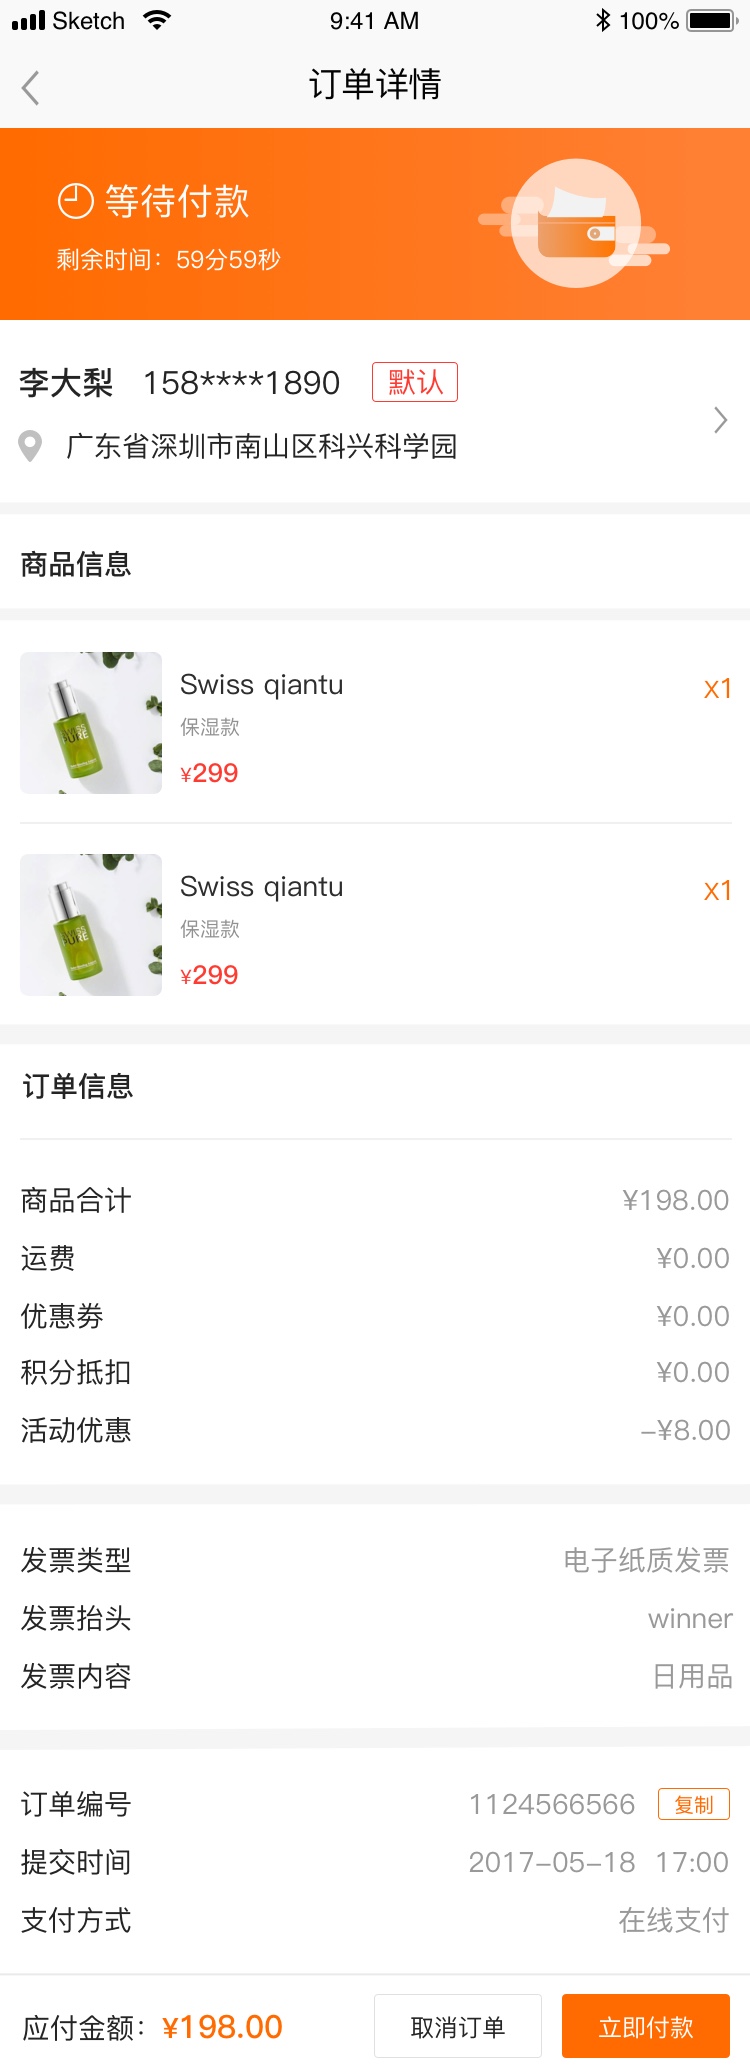 Sketch 9:41 AM 100%
订单详情
等待付款
剩余时间：59分59秒
李大梨 158****1890 默认
广东省深圳市南山区科兴科学园
商品信息
Swiss qiantu X1
保湿款
¥299
SWISS
PURE
Swiss qiantu X1
保湿款
¥299
SWISS
PURE
订单信息
商品合计 ¥198.00
运费 ¥0.00
优惠劵 ¥0.00
积分抵扣 ¥0.00
活动优惠 -¥8.00
发票类型 电子纸质发票
发票抬头 winner
发票内容 日用品
订单编号 1124566566 复制
提交时间 2017-05-18 17:00
支付方式 在线支付
应付金额：¥198.00 取消订单 立即付款